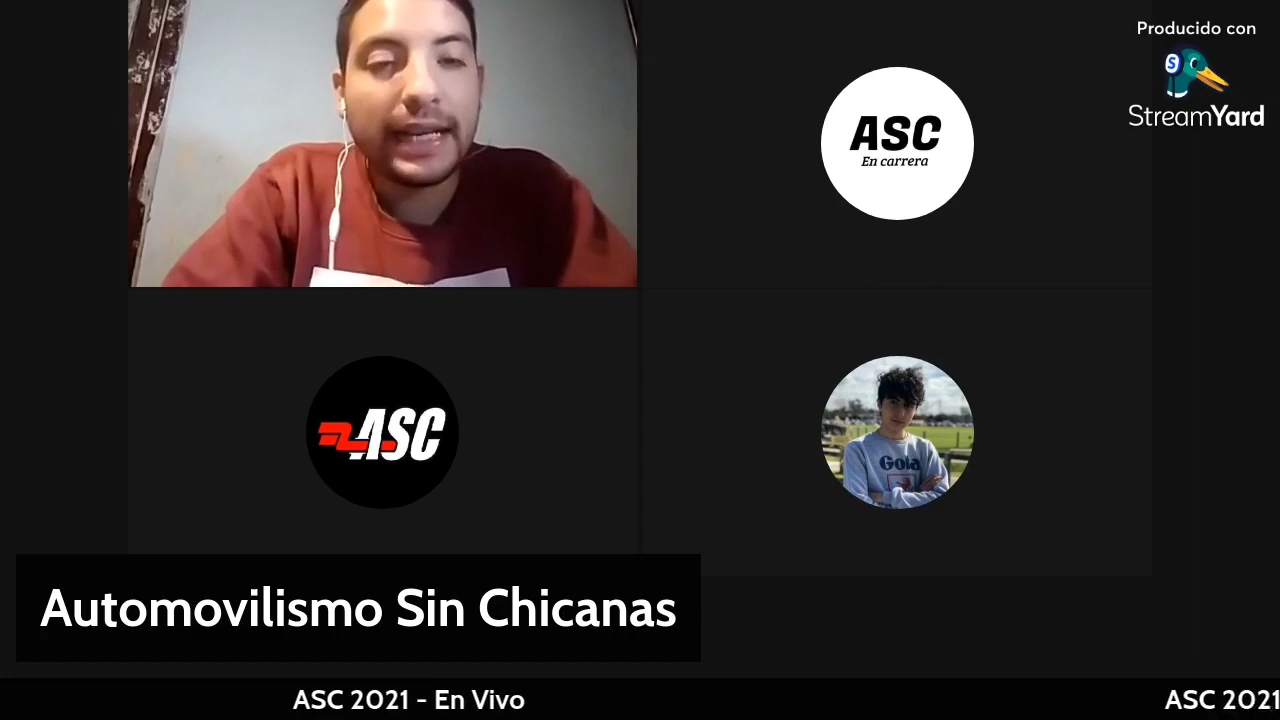 Producido con
StreamYard
ASC
En carrera
ASC
Gola
Automovilismo Sin Chicanas
ASC 2021 - En Vivo
ASC 2021